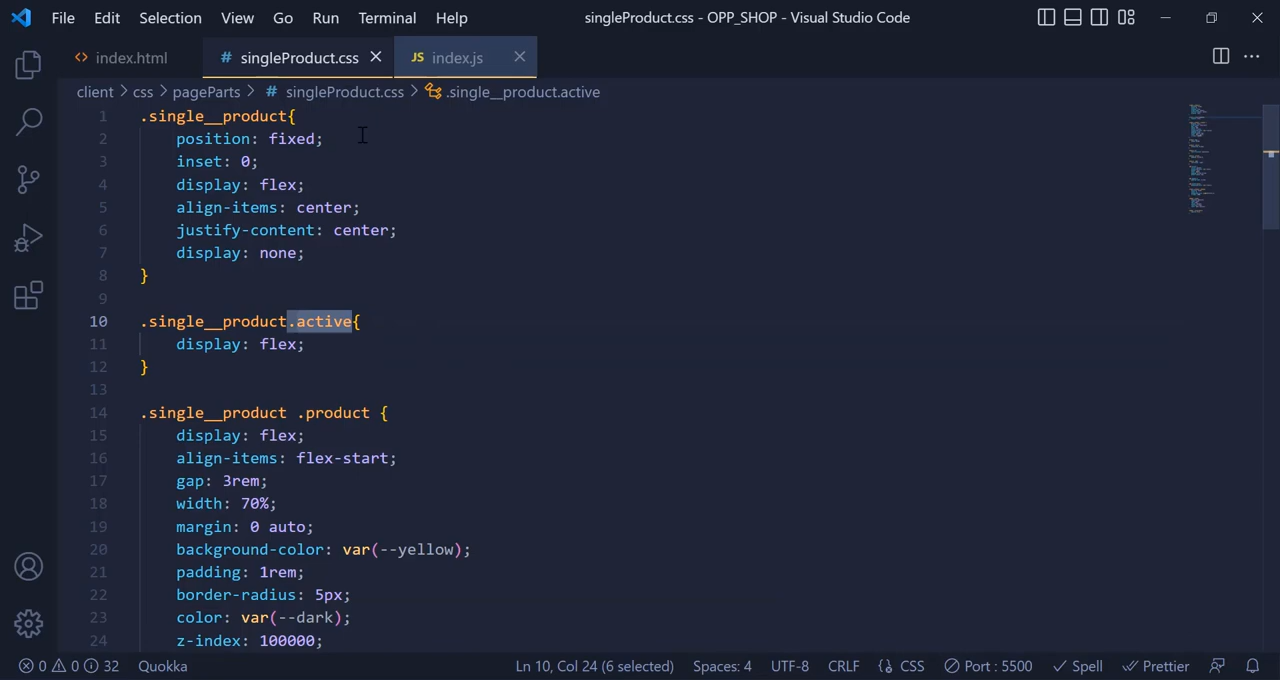 File Edit Selection View Go Run Terminal Help singleProduct.css - OPP_SHOP - Visual Studio Code
<> index.html # singleProduct.css JS index.js
client > css > pageParts > # singleProduct.css > .single__product.active
1 .single__product{
2 position: fixed;
3 inset: 0;
4 display: flex;
5 align-items: center;
6 justify-content: center;
7 display: none;
8 }
9
10 .single__product.active{
11 display: flex;
12 }
13
14 .single__product .product {
15 display: flex;
16 align-items: flex-start;
17 gap: 3rem;
18 width: 70%;
19 margin: 0 auto;
20 background-color: var(--yellow);
21 padding: 1rem;
22 border-radius: 5px;
23 color: var(--dark);
24 z-index: 100000;
0 0 32 Quokka Ln 10, Col 24 (6 selected) Spaces: 4 UTF-8 CRLF CSS Port : 5500 Spell Prettier